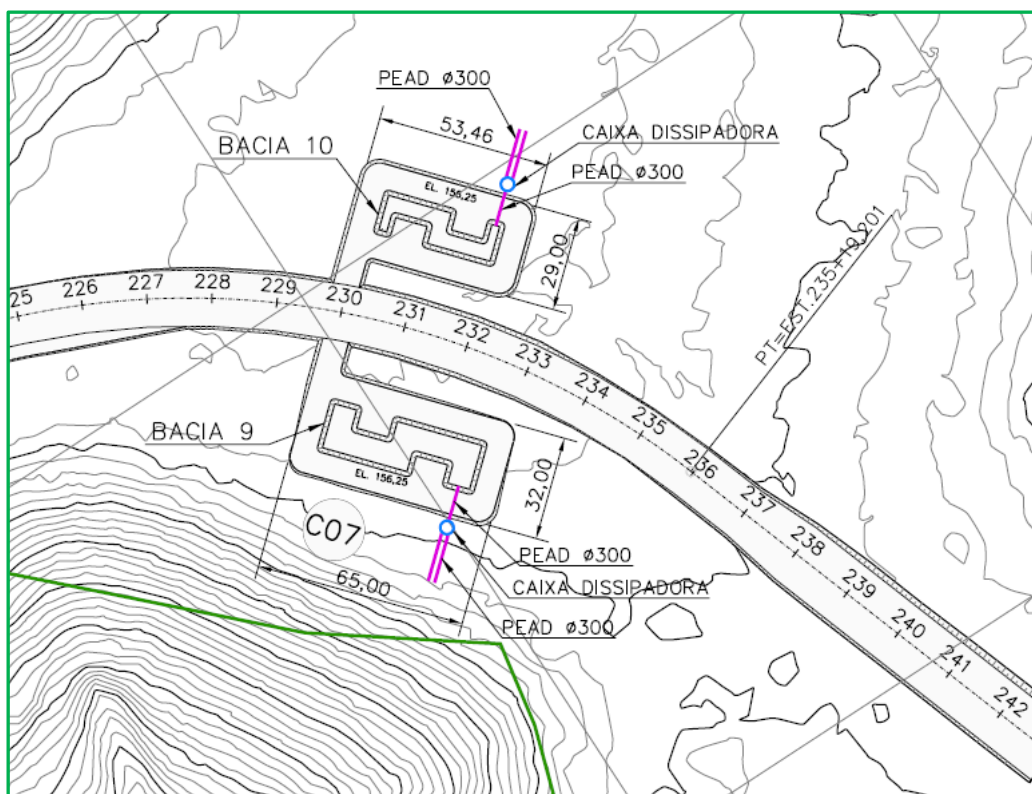 PEAD ø300
53,46
CAIXA DISSIPADORA
BACIA 10
PEAD ø300
EL. 156,25
29,00
PT=EST.235+19,201
25
226
227
228
229
230
231
232
233
234
235
236
237
238
239
240
241
242
BACIA 9
EL. 156,25
32,00
C07
PEAD ø300
65,00
CAIXA DISSIPADORA
PEAD ø300